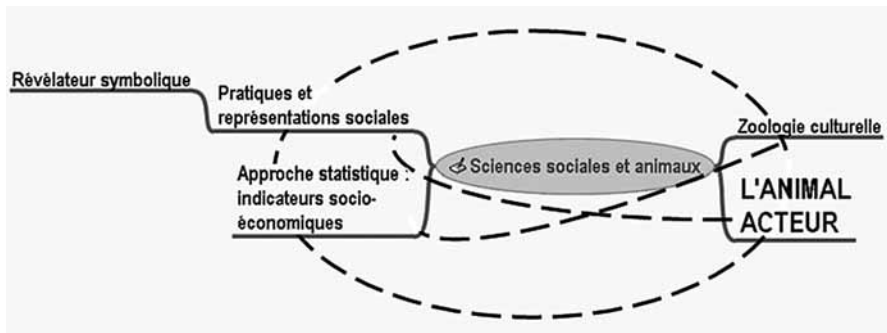 Révélateur symbolique
Pratiques et
représentations sociales
Approche statistique :
indicateurs socio-
économiques
Sciences sociales et animaux
Zoologie culturelle
L'ANIMAL
ACTEUR